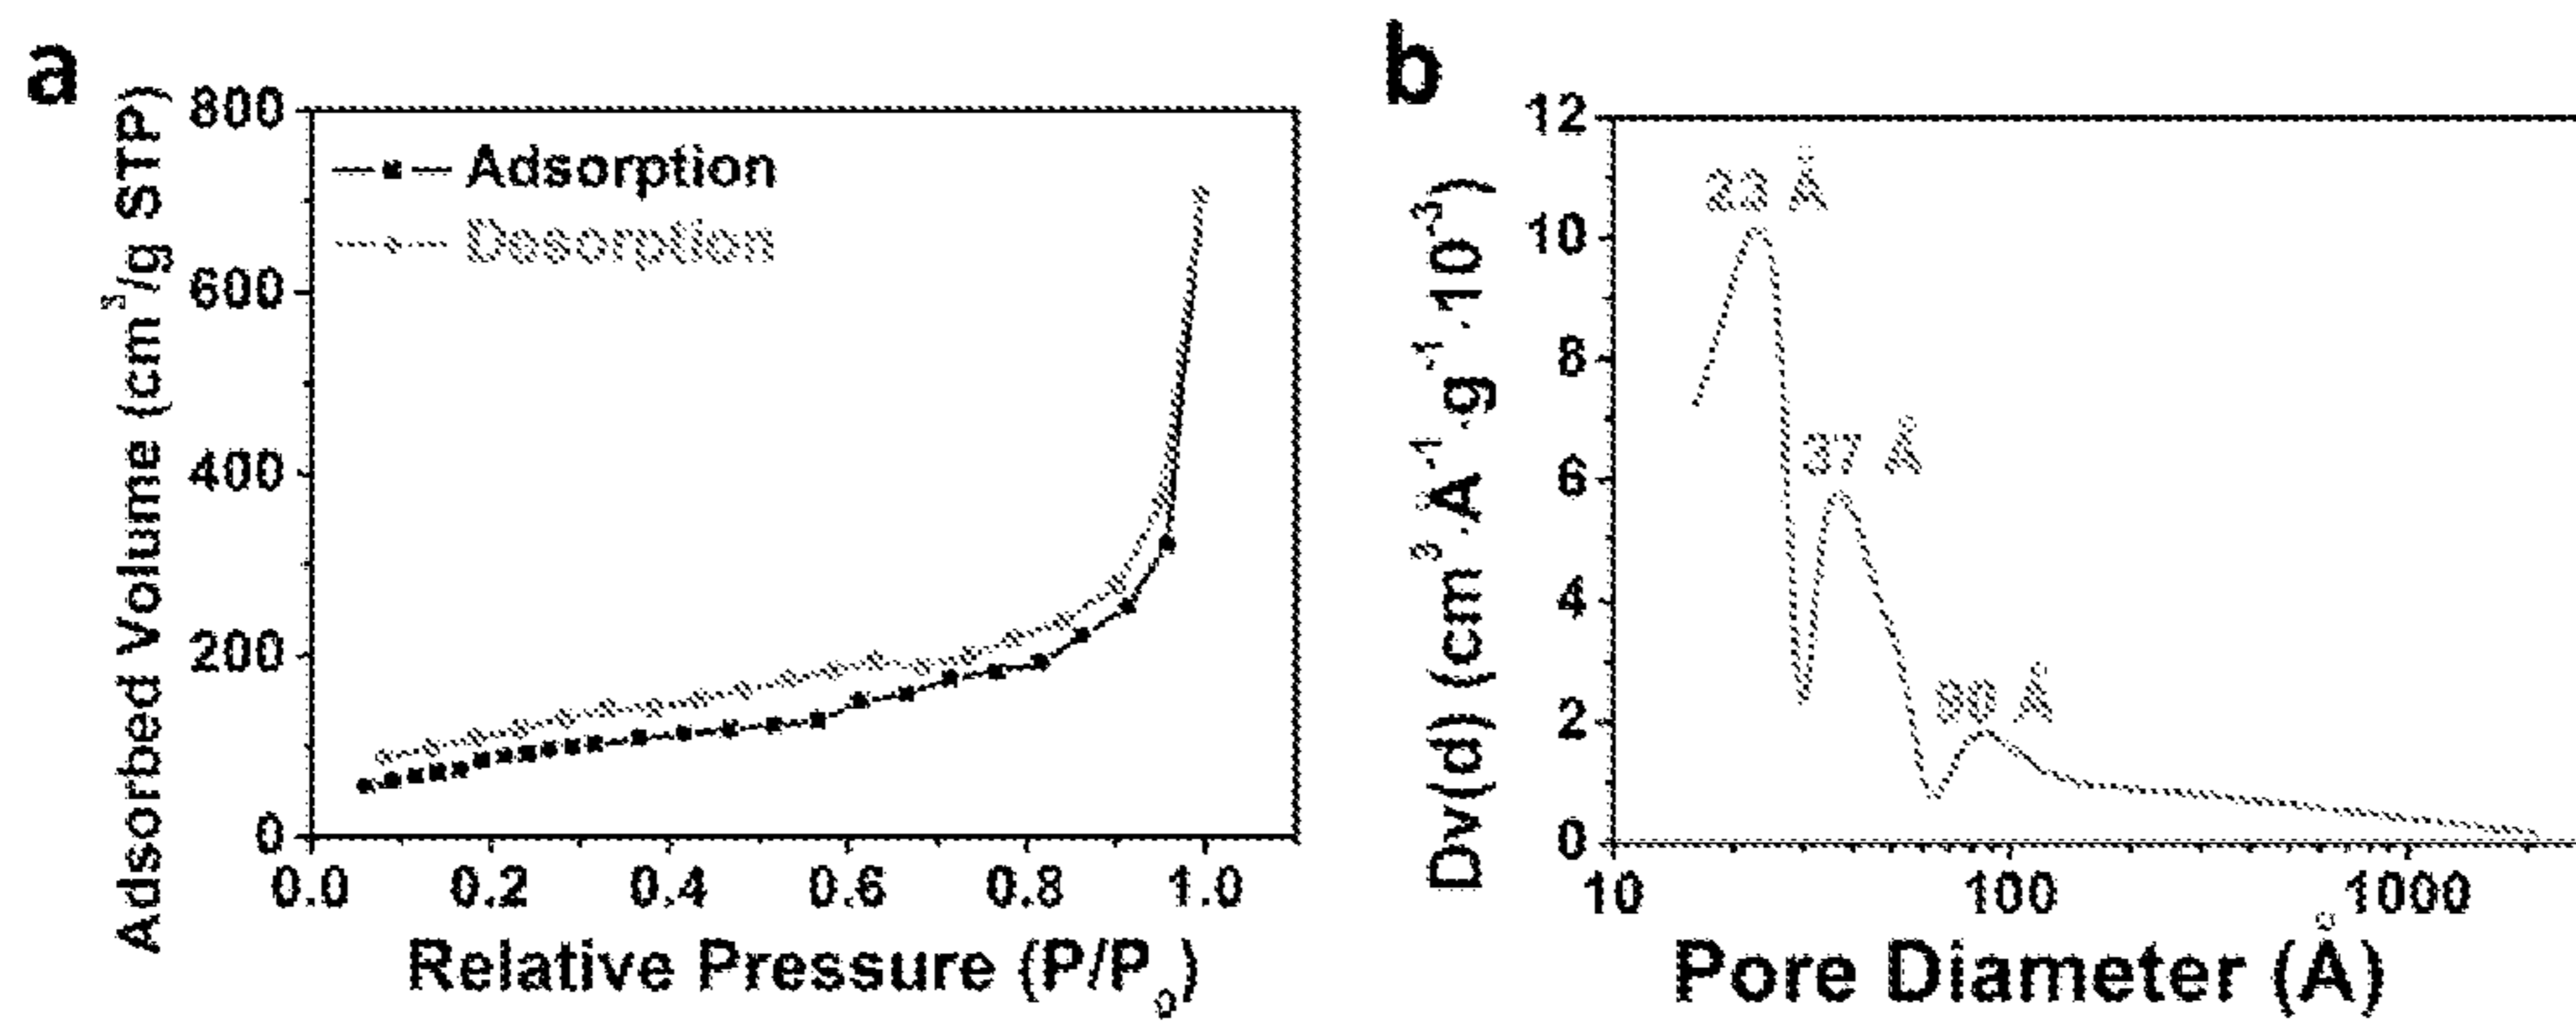 a
Adsorbed Volume (cm³/g STP)
800
600
400
200
0
Adsorption
Desorption
0.0 0.2 0.4 0.6 0.8 1.0
Relative Pressure (P/P₀)
b
Dv(d) (cm³.Å⁻¹.g⁻¹.10⁻³)
12
10
8
6
4
2
0
23 Å
37 Å
90 Å
10 100 1000
Pore Diameter (Å)